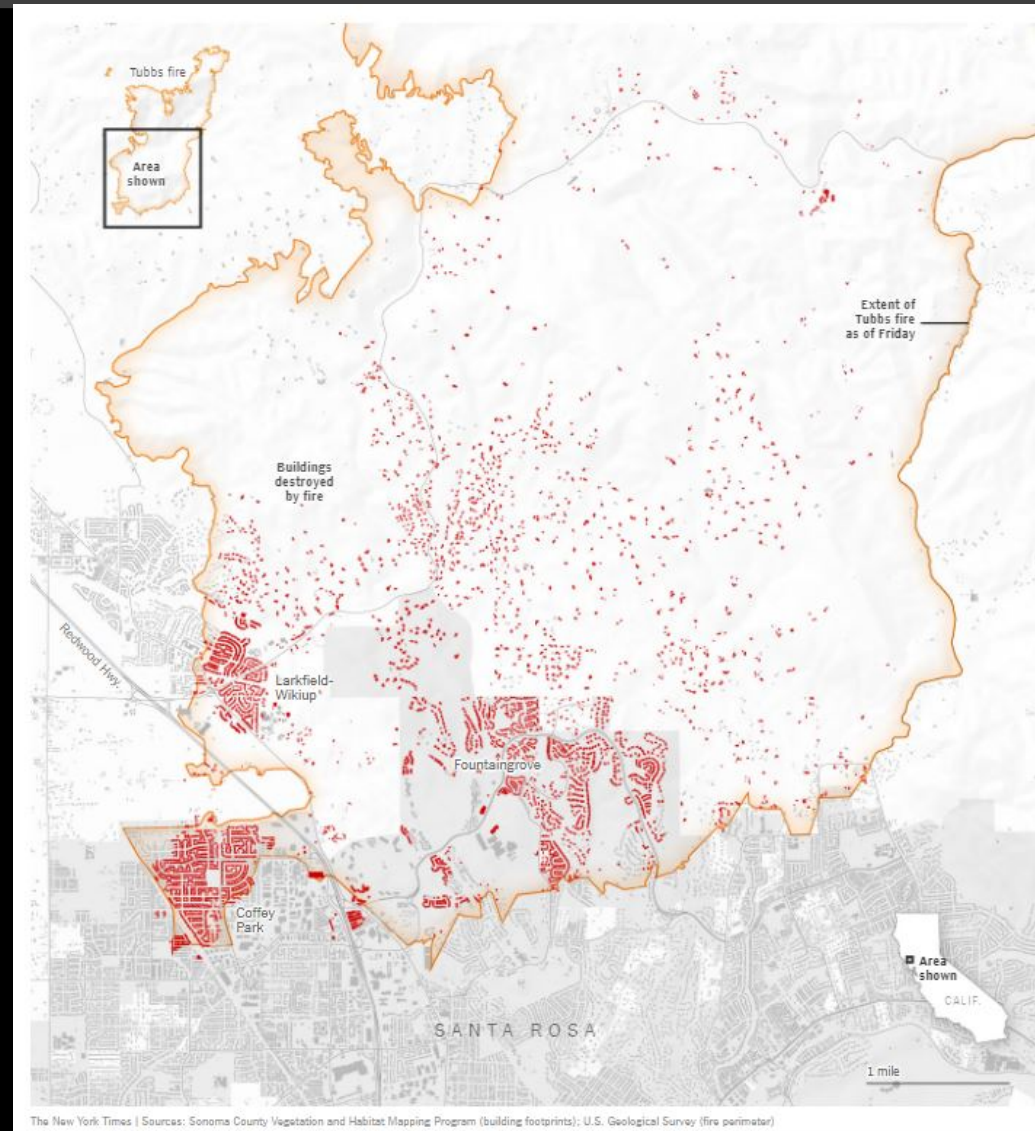 Tubbs fire
Area
shown
Extent of
Tubbs fire
as of Friday
Buildings
destroyed
by fire
Redwood Hwy.
Larkfield-
Wikiup
Fountaingrove
Coffey
Park
Area
shown
CALIF.
SANTA ROSA
1 mile
The New York Times | Sources: Sonoma County Vegetation and Habitat Mapping Program (building footprints); U.S. Geological Survey (fire perimeter)